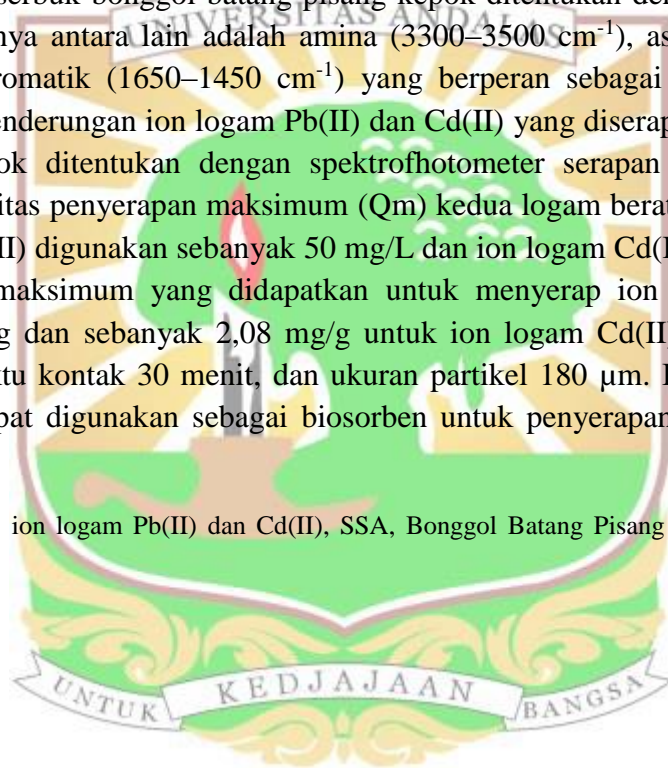 serbuk bonggol batang pisang kepok ditentukan
UNIVERSITAS ANDALAS
nya antara lain adalah amina (3300–3500 cm-1), as
romatik (1650–1450 cm-1) yang berperan sebagai
enderungan ion logam Pb(II) dan Cd(II) yang diserap
ok ditentukan dengan spektrofhotometer serapan
itas penyerapan maksimum (Qm) kedua logam berat
II) digunakan sebanyak 50 mg/L dan ion logam Cd(I
maksimum yang didapatkan untuk menyerap ion
g dan sebanyak 2,08 mg/g untuk ion logam Cd(II
ktu kontak 30 menit, dan ukuran partikel 180 µm.
pat digunakan sebagai biosorben untuk penyerapan
ion logam Pb(II) dan Cd(II), SSA, Bonggol Batang Pisang
UNTUK KEDJAJAAN BANGSA